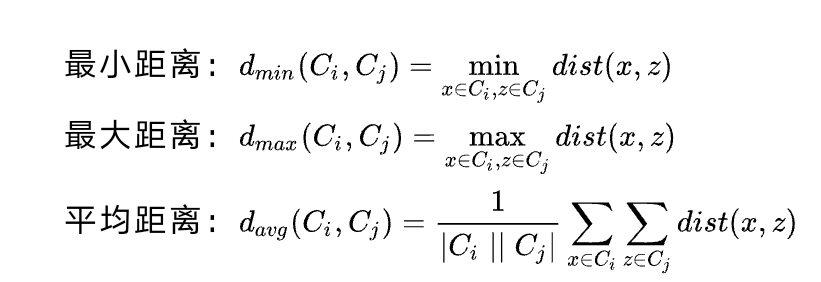 最小距离： $d_{min}(C_i, C_j) = \min_{x \in C_i, z \in C_j} dist(x, z)$
最大距离： $d_{max}(C_i, C_j) = \max_{x \in C_i, z \in C_j} dist(x, z)$
平均距离： $d_{avg}(C_i, C_j) = \frac{1}{|C_i \ || \ C_j|} \sum_{x \in C_i} \sum_{z \in C_j} dist(x, z)$